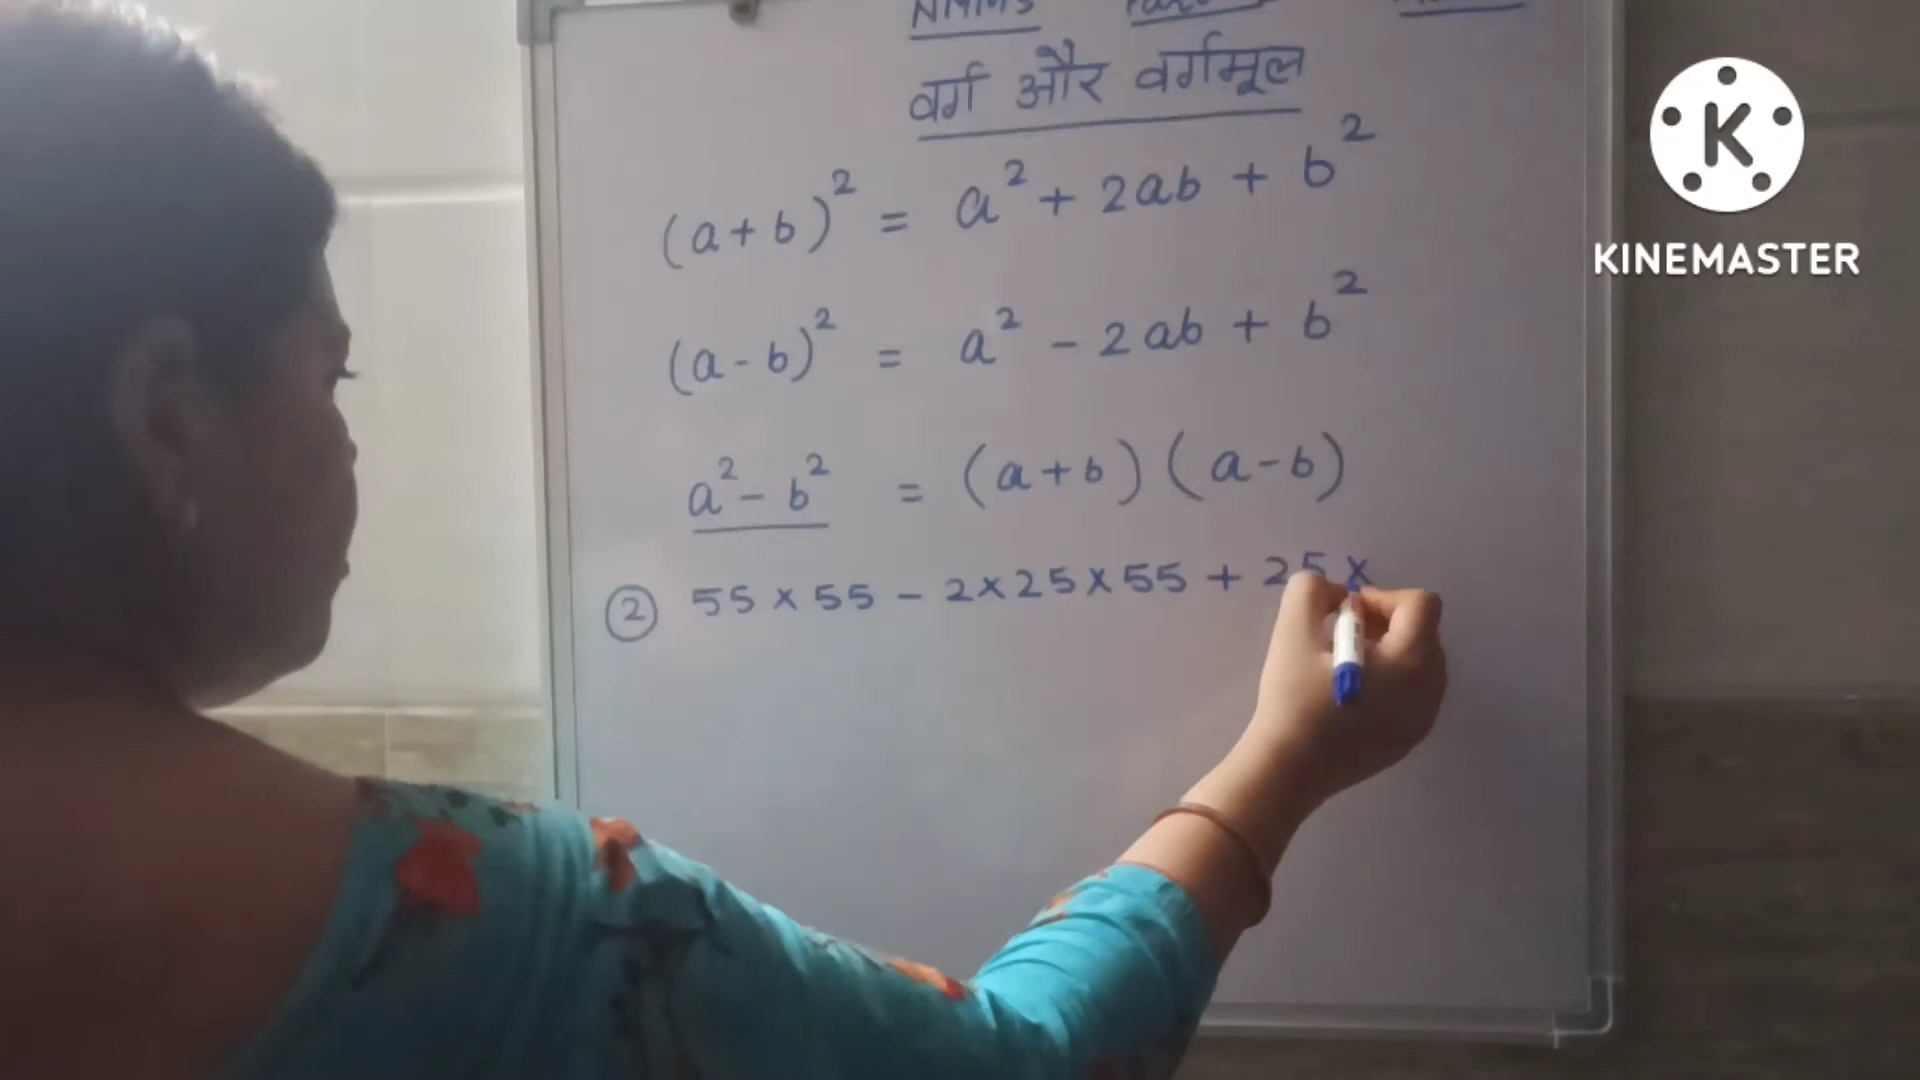 NMMS
वर्ग और वर्गमूल
(a+b)² = a² + 2ab + b²
(a-b)² = a² - 2ab + b²
a² - b² = (a+b) (a-b)
② 55 × 55 - 2×25×55 + 25 ×
K
KINEMASTER